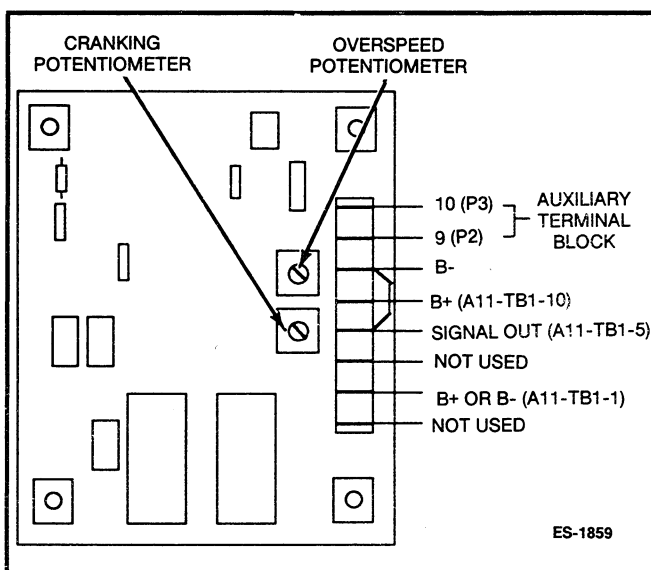 CRANKING
POTENTIOMETER
OVERSPEED
POTENTIOMETER
10 (P3)
9 (P2)
AUXILIARY
TERMINAL
BLOCK
B-
B+ (A11-TB1-10)
SIGNAL OUT (A11-TB1-5)
NOT USED
B+ OR B- (A11-TB1-1)
NOT USED
ES-1859